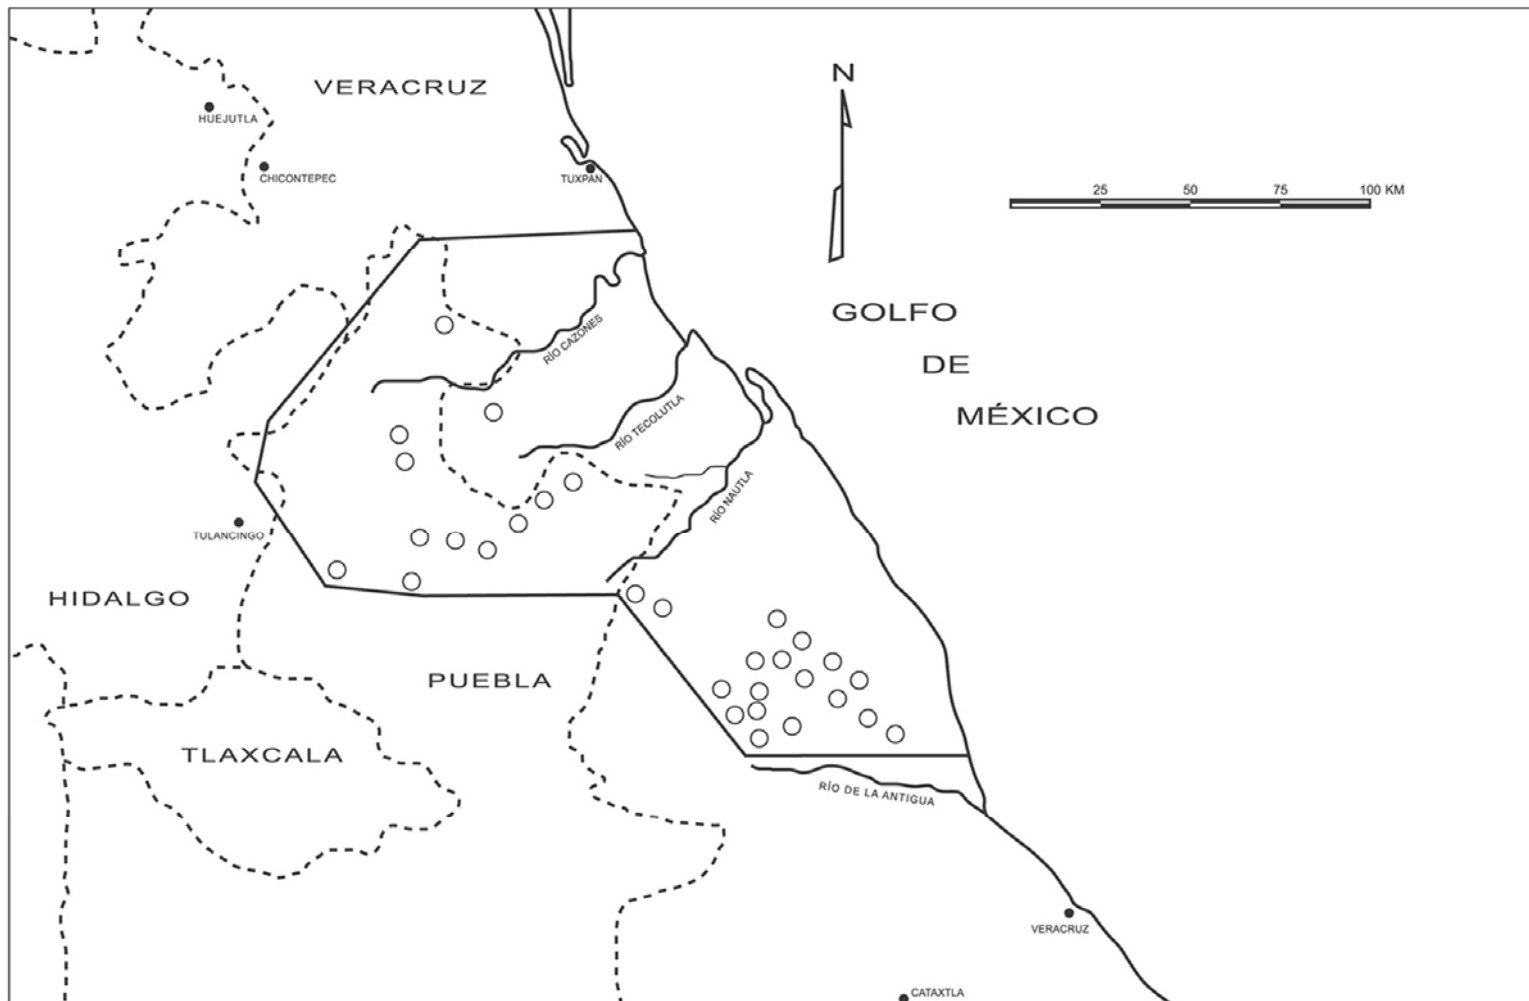 VERACRUZ
N
HUEJUTLA
CHICONTEPEC
TUXPAN
25 50 75 100 KM
GOLFO
DE
MÉXICO
RÍO CAZONES
RÍO TECOLUTLA
RÍO NAUTLA
TULANCINGO
HIDALGO
PUEBLA
TLAXCALA
RÍO DE LA ANTIGUA
VERACRUZ
CATAXTLA